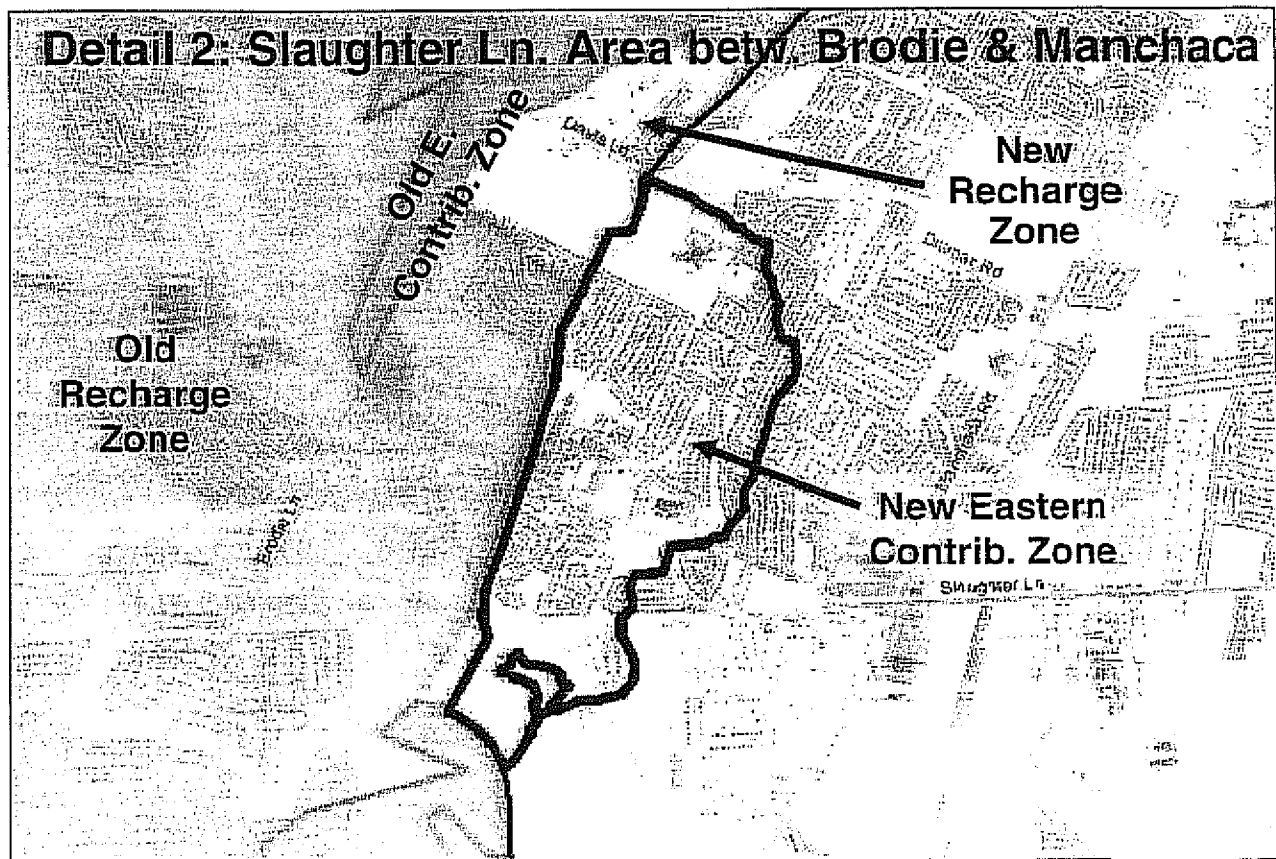 Detail 2: Slaughter Ln. Area betw. Brodie & Manchaca
Old E.
Contrib. Zone
Davis Ln
New
Recharge
Zone
Old
Recharge
Zone
Brodie Ln
New Eastern
Contrib. Zone
Slaughter Ln